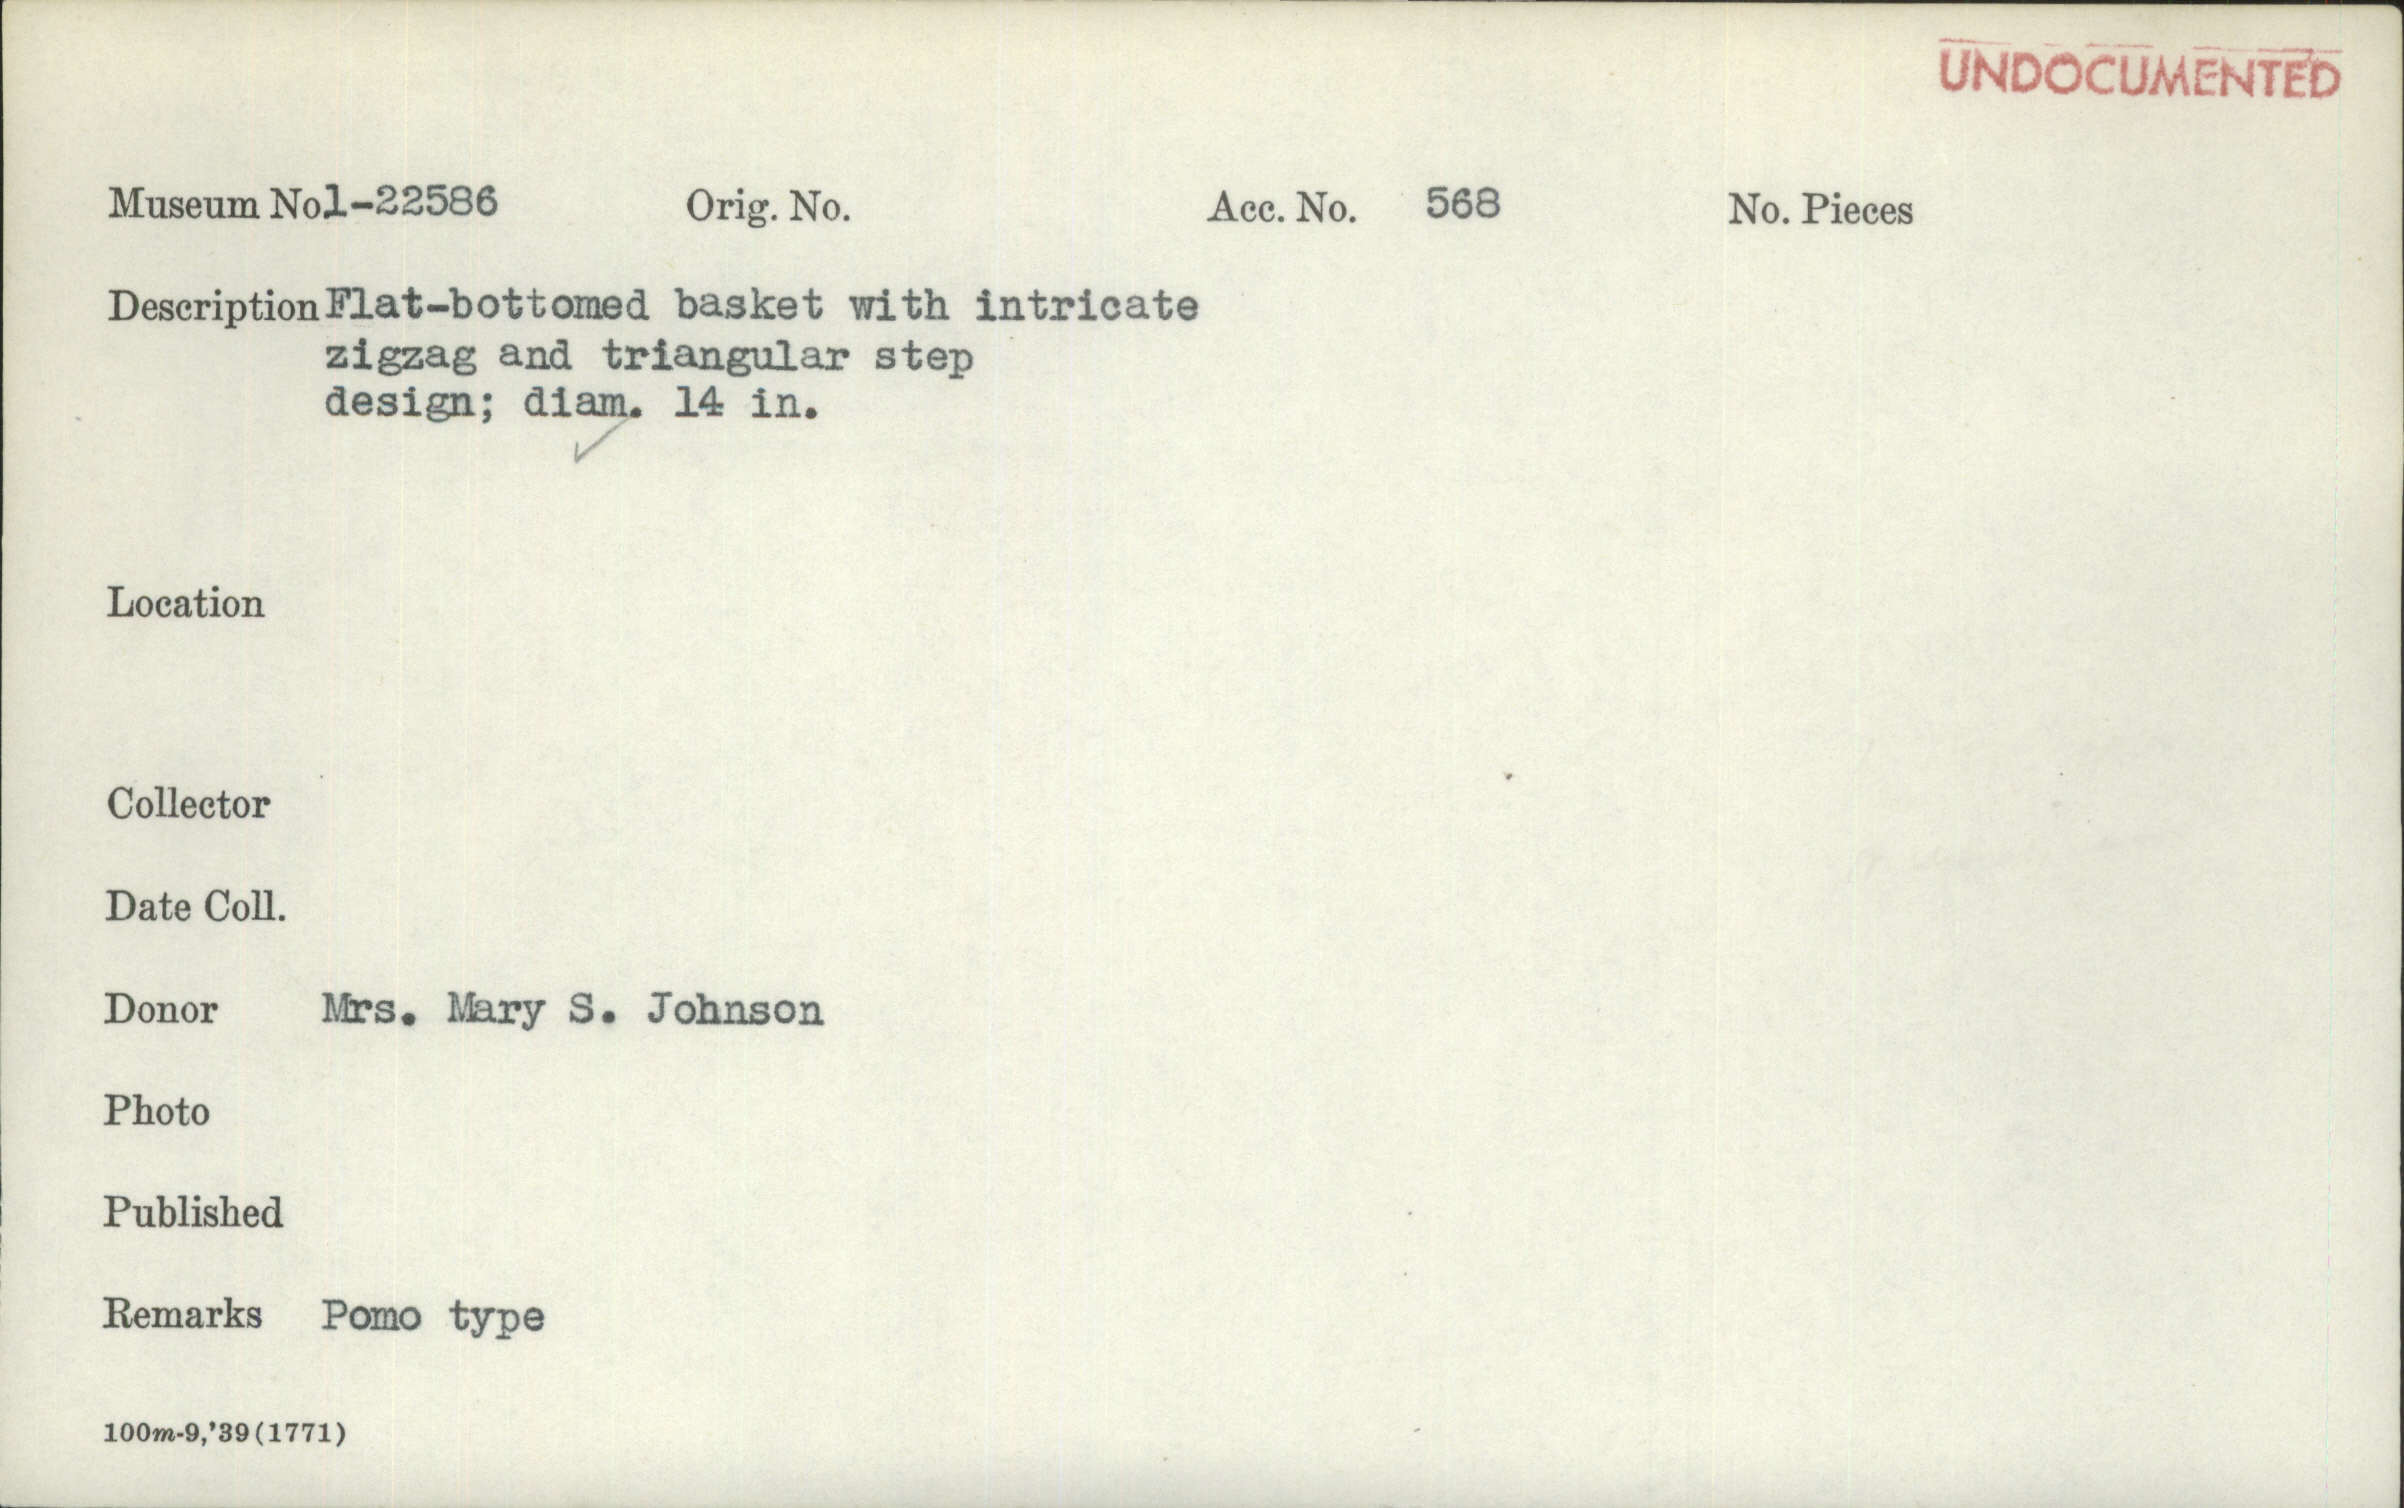 UNDOCUMENTED
Museum No. 1-22586 Orig. No. Acc. No. 568 No. Pieces
Description Flat-bottomed basket with intricate
zigzag and triangular step
design; diam. 14 in.
Location
Collector
Date Coll.
Donor Mrs. Mary S. Johnson
Photo
Published
Remarks Pomo type
100m-9,'39(1771)